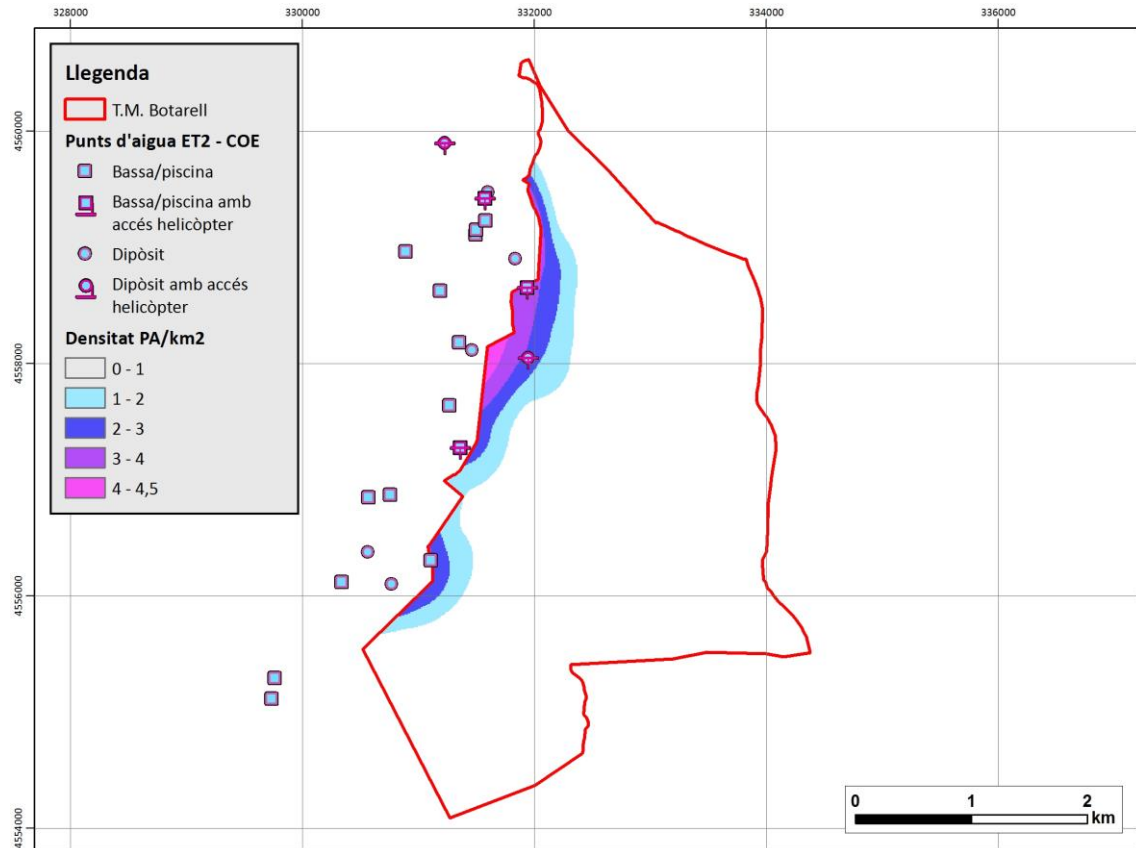 328000
330000
332000
334000
336000
4560000
4558000
4556000
4554000
Llegenda
T.M. Botarell
Punts d'aigua ET2 - COE
Bassa/piscina
Bassa/piscina amb
accés helicòpter
Dipòsit
Dipòsit amb accés
helicòpter
Densitat PA/km2
0 - 1
1 - 2
2 - 3
3 - 4
4 - 4,5
0 1 2
km